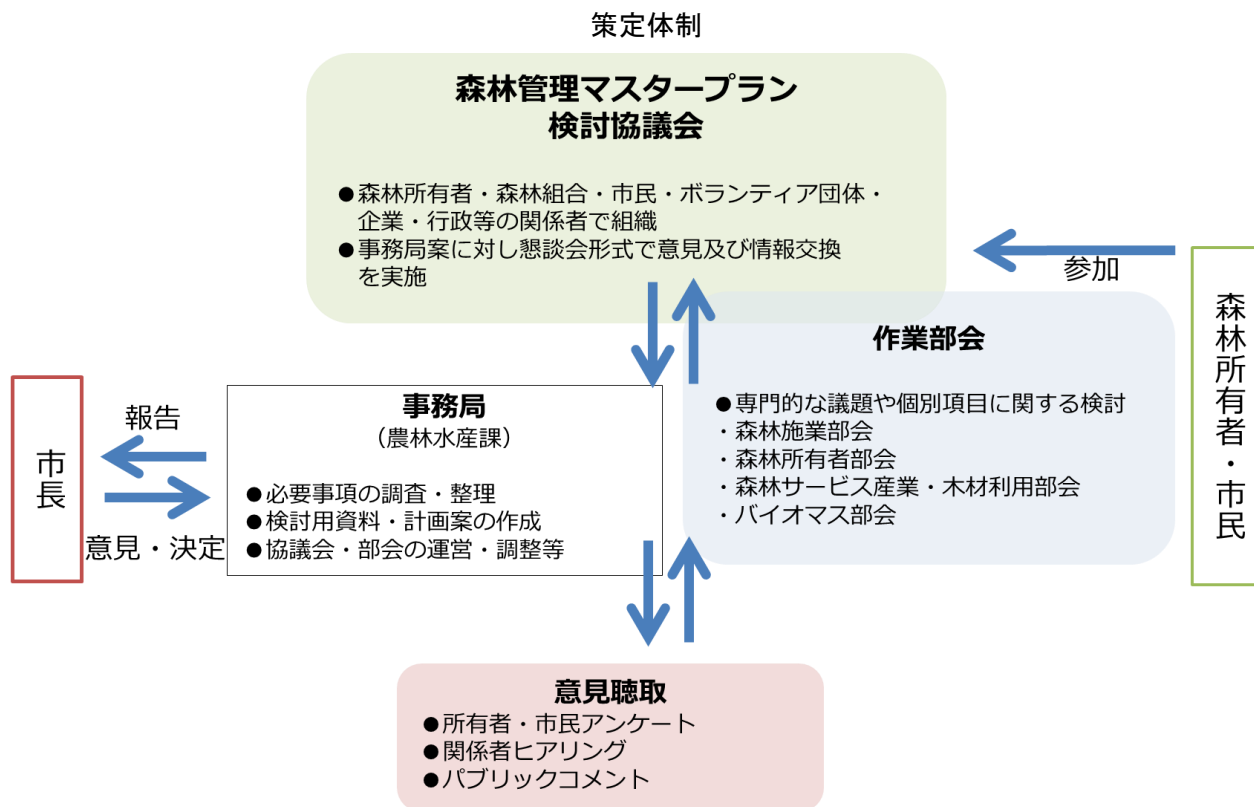 策定体制
森林管理マスタープラン
検討協議会
●森林所有者・森林組合・市民・ボランティア団体・
企業・行政等の関係者で組織
●事務局案に対し懇談会形式で意見及び情報交換
を実施
参加
森林所有者・市民
作業部会
●専門的な議題や個別項目に関する検討
・森林施業部会
・森林所有者部会
・森林サービス産業・木材利用部会
・バイオマス部会
事務局
（農林水産課）
●必要事項の調査・整理
●検討用資料・計画案の作成
●協議会・部会の運営・調整等
報告
市長
意見・決定
意見聴取
●所有者・市民アンケート
●関係者ヒアリング
●パブリックコメント